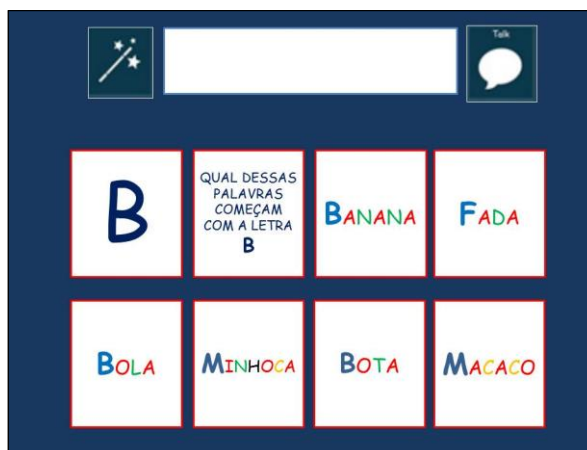 Talk
B
QUAL DESSAS
PALAVRAS
COMEÇAM
COM A LETRA
B
BANANA
FADA
BOLA
MINHOCA
BOTA
MACACO